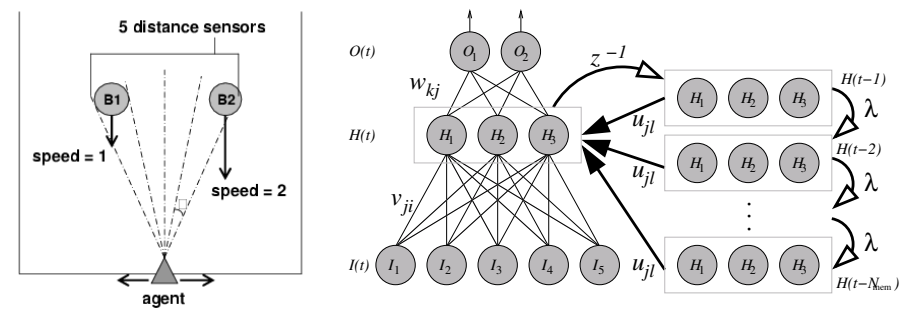 5 distance sensors
B1
B2
speed = 1
speed = 2
agent
O(t)
O1
O2
wkj
H(t)
H1
H2
H3
vji
I(t)
I1
I2
I3
I4
I5
z−1
ujl
ujl
ujl
H1
H2
H3
H(t−1)
λ
H1
H2
H3
H(t−2)
λ
λ
H1
H2
H3
H(t−Nmem)